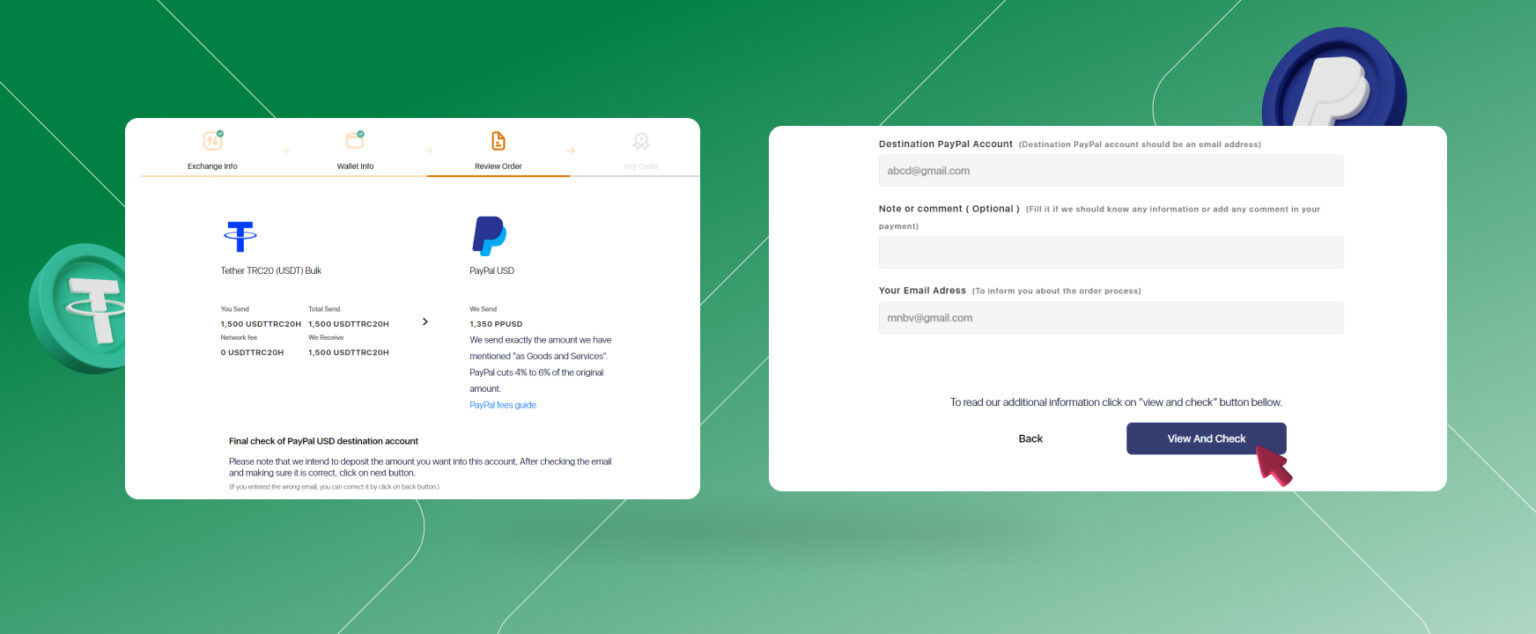 Exchange Info
Wallet Info
Review Order
Pay Order
Tether TRC20 (USDT) Bulk
PayPal USD
You Send
Total Send
1,500 USDTTRC20H
1,500 USDTTRC20H
Network fee
We Receive
0 USDTTRC20H
1,500 USDTTRC20H
We Send
1,350 PPUSD
We send exactly the amount we have
mentioned "as Goods and Services".
PayPal cuts 4% to 6% of the original
amount.
PayPal fees guide
Final check of PayPal USD destination account
Please note that we intend to deposit the amount you want into this account, After checking the email
and making sure it is correct, click on next button.
(If you entered the wrong email, you can correct it by click on back button.)
Destination PayPal Account (Destination PayPal account should be an email address)
abcd@gmail.com
Note or comment ( Optional ) (Fill it if we should know any information or add any comment in your
payment)
Your Email Adress (To inform you about the order process)
mnbv@gmail.com
To read our additional information click on "view and check" button bellow.
Back
View And Check